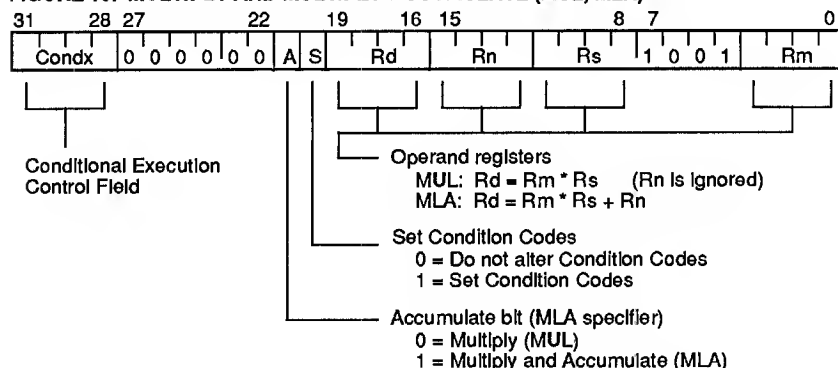 31 28 27 22 19 16 15 8 7 0
Condx 0 0 0 0 0 0 A S Rd Rn Rs 1 0 0 1 Rm
Conditional Execution
Control Field
Operand registers
MUL: Rd = Rm * Rs (Rn is ignored)
MLA: Rd = Rm * Rs + Rn
Set Condition Codes
0 = Do not alter Condition Codes
1 = Set Condition Codes
Accumulate bit (MLA specifier)
0 = Multiply (MUL)
1 = Multiply and Accumulate (MLA)